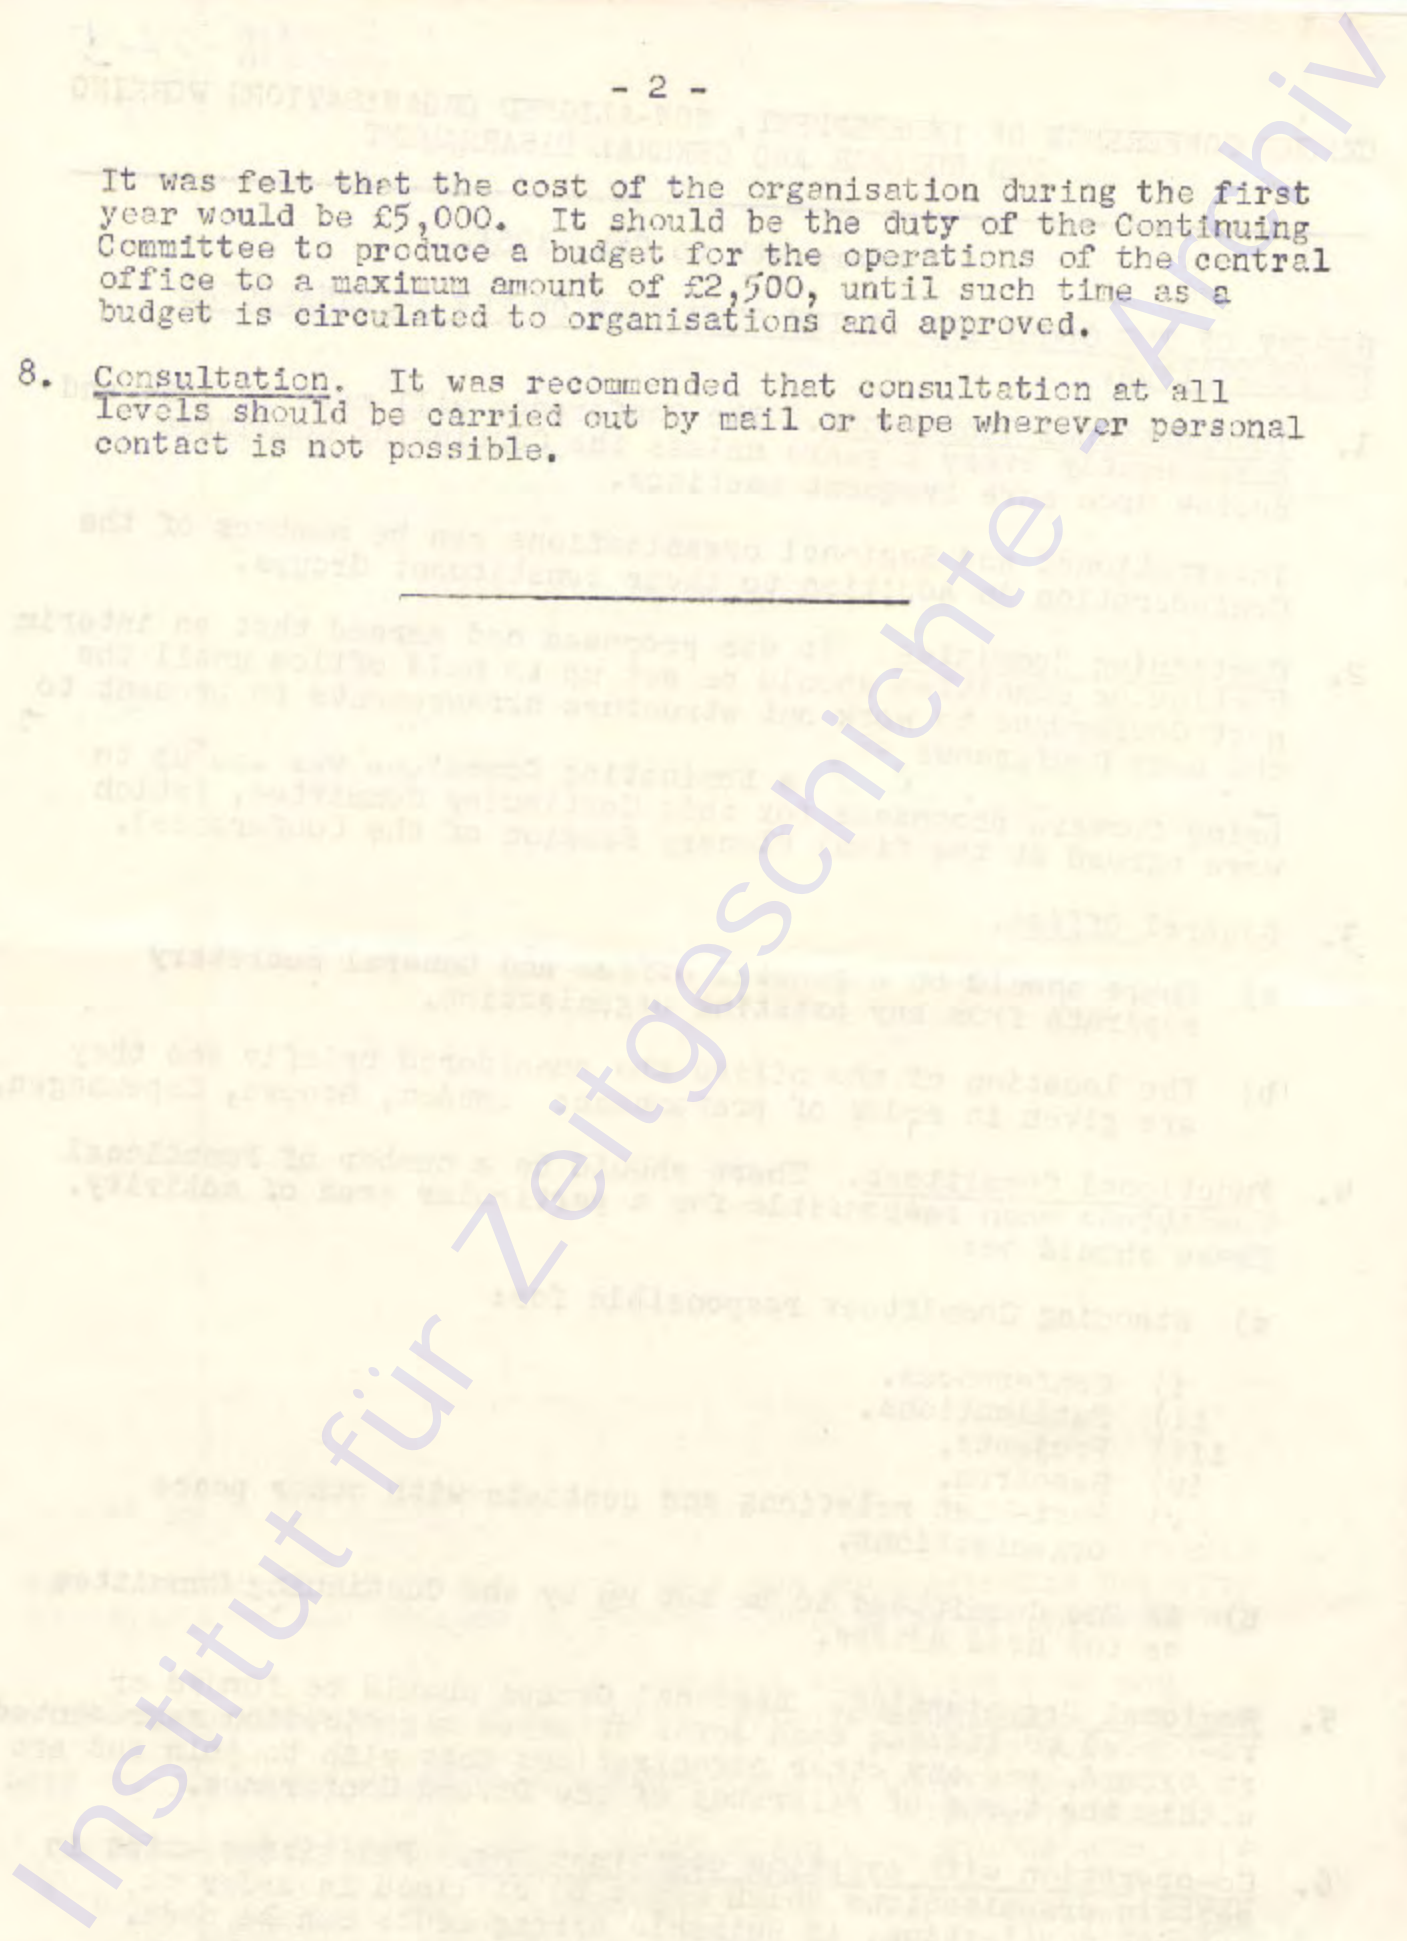 - 2 -
It was felt that the cost of the organisation during the first
year would be £5,000. It should be the duty of the Continuing
Committee to produce a budget for the operations of the central
office to a maximum amount of £2,500, until such time as a
budget is circulated to organisations and approved.
8. Consultation. It was recommended that consultation at all
levels should be carried out by mail or tape wherever personal
contact is not possible.
Institut für Zeitgeschichte - Archiv